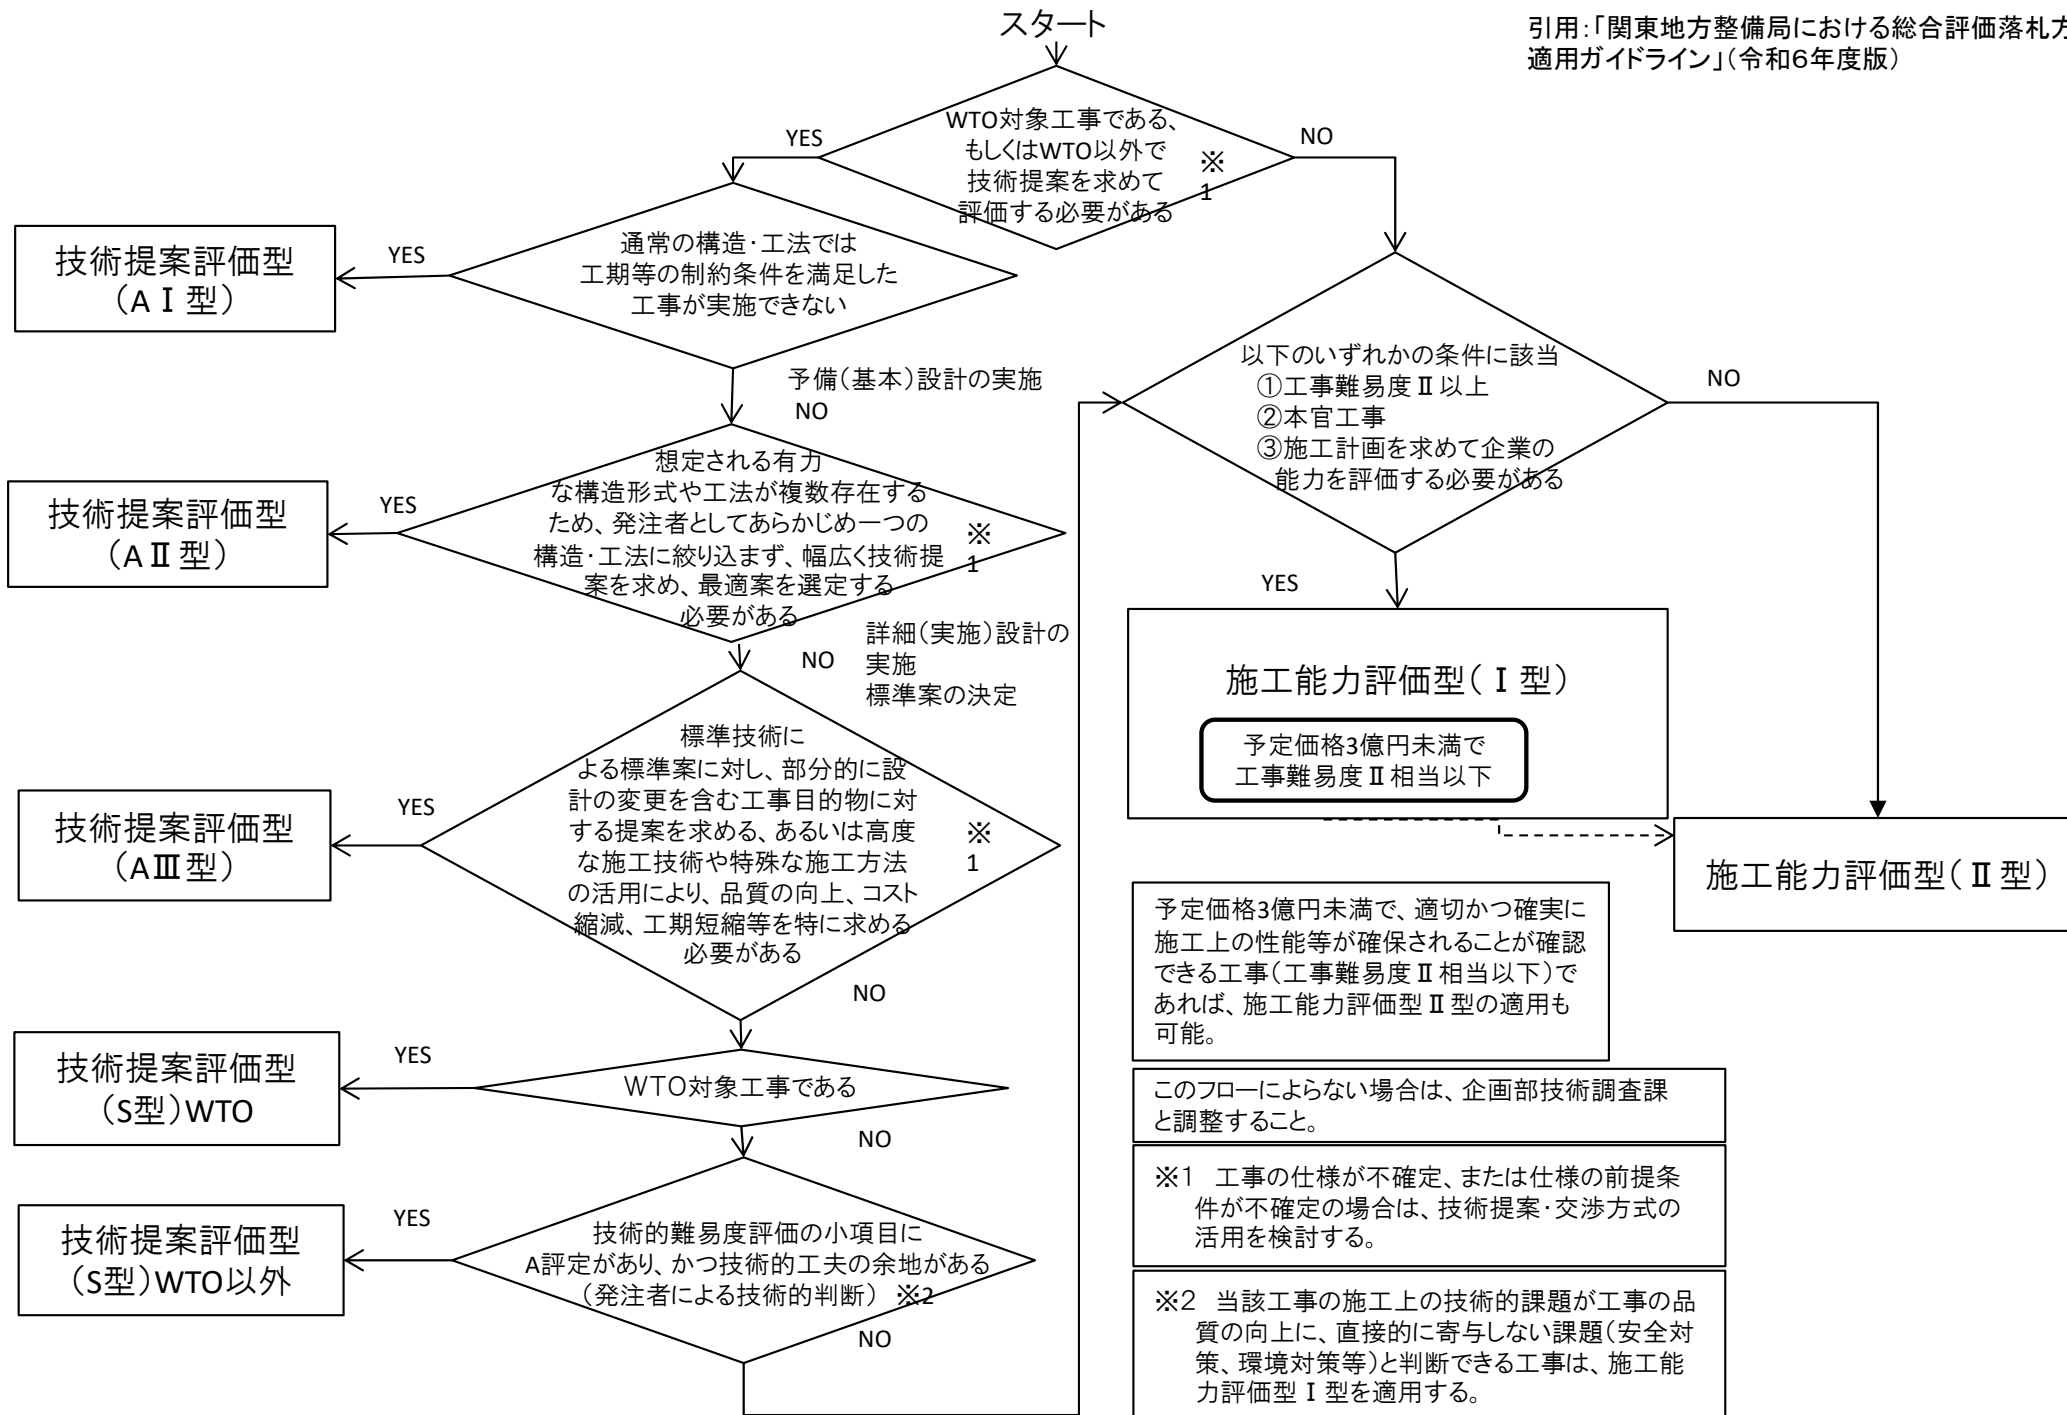 スタート
引用:「関東地方整備局における総合評価落札方
適用ガイドライン」(令和6年度版)
WTO対象工事である、
もしくはWTO以外で
技術提案を求めて
評価する必要がある
※
1
YES
NO
通常の構造・工法では
工期等の制約条件を満足した
工事が実施できない
YES
技術提案評価型
(AⅠ型)
予備(基本)設計の実施
NO
想定される有力
な構造形式や工法が複数存在する
ため、発注者としてあらかじめ一つの
構造・工法に絞り込まず、幅広く技術提
案を求め、最適案を選定する
必要がある
※
1
YES
技術提案評価型
(AⅡ型)
NO
詳細(実施)設計の
実施
標準案の決定
標準技術に
よる標準案に対し、部分的に設
計の変更を含む工事目的物に対
する提案を求める、あるいは高度
な施工技術や特殊な施工方法
の活用により、品質の向上、コスト
縮減、工期短縮等を特に求める
必要がある
※
1
YES
技術提案評価型
(AⅢ型)
NO
WTO対象工事である
YES
技術提案評価型
(S型)WTO
NO
技術的難易度評価の小項目に
A評定があり、かつ技術的工夫の余地がある
(発注者による技術的判断) ※2
YES
技術提案評価型
(S型)WTO以外
NO
以下のいずれかの条件に該当
①工事難易度Ⅱ以上
②本官工事
③施工計画を求めて企業の
能力を評価する必要がある
NO
YES
施工能力評価型(Ⅰ型)
予定価格3億円未満で
工事難易度Ⅱ相当以下
施工能力評価型(Ⅱ型)
予定価格3億円未満で、適切かつ確実に
施工上の性能等が確保されることが確認
できる工事(工事難易度Ⅱ相当以下)で
あれば、施工能力評価型Ⅱ型の適用も
可能。
このフローによらない場合は、企画部技術調査課
と調整すること。
※1 工事の仕様が不確定、または仕様の前提条
件が不確定の場合は、技術提案・交渉方式の
活用を検討する。
※2 当該工事の施工上の技術的課題が工事の品
質の向上に、直接的に寄与しない課題(安全対
策、環境対策等)と判断できる工事は、施工能
力評価型Ⅰ型を適用する。